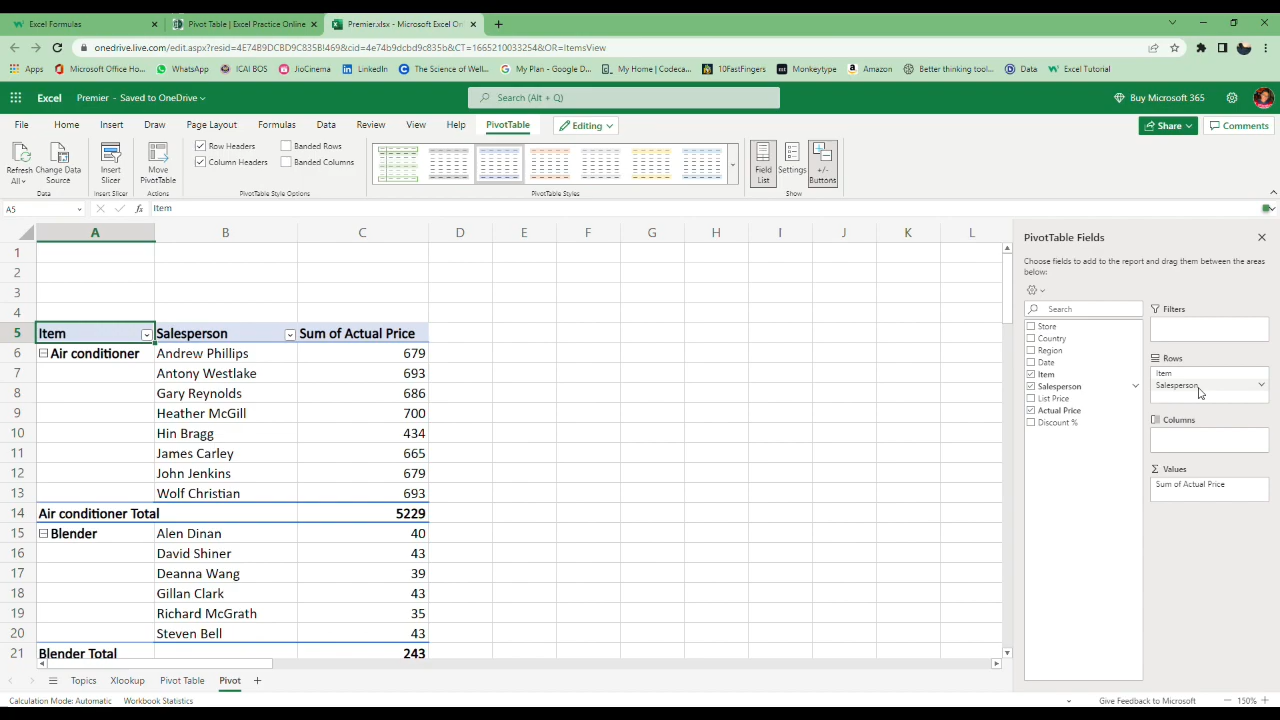 Excel Formulas
Pivot Table | Excel Practice Online
Premier.xlsx - Microsoft Excel On
onedrive.live.com/edit.aspx?resid=4E74B9DCBD9C835B!469&cid=4e74b9dcbd9c835b&CT=1665210033254&OR=ItemsView
Apps Microsoft Office Ho... WhatsApp ICAI BOS JioCinema LinkedIn The Science of Well... My Plan - Google D... My Home | Codeca... 10FastFingers Monkeytype Amazon Better thinking tool... Data Excel Tutorial
Excel Premier - Saved to OneDrive Search (Alt + Q) Buy Microsoft 365
File Home Insert Draw Page Layout Formulas Data Review View Help PivotTable Editing Share Comments
Refresh All Change Data Source Insert Slicer Move PivotTable Row Headers Banded Rows Field List Settings +/- Buttons
Column Headers Banded Columns
Data Insert Slicer Actions PivotTable Style Options PivotTable Styles Show
A5 fx Item
A B C D E F G H I J K L
1
2
3
4
5 Item Salesperson Sum of Actual Price
6 Air conditioner Andrew Phillips 679
7 Antony Westlake 693
8 Gary Reynolds 686
9 Heather McGill 700
10 Hin Bragg 434
11 James Carley 665
12 John Jenkins 679
13 Wolf Christian 693
14 Air conditioner Total 5229
15 Blender Alen Dinan 40
16 David Shiner 43
17 Deanna Wang 39
18 Gillan Clark 43
19 Richard McGrath 35
20 Steven Bell 43
21 Blender Total 243
PivotTable Fields
Choose fields to add to the report and drag them between the areas
below:
Search
Store
Country
Region
Date
Item
Salesperson
List Price
Actual Price
Discount %
Filters
Rows
Item
Salesperson
Columns
Σ Values
Sum of Actual Price
Topics Xlookup Pivot Table Pivot
Calculation Mode: Automatic Workbook Statistics Give Feedback to Microsoft 150%